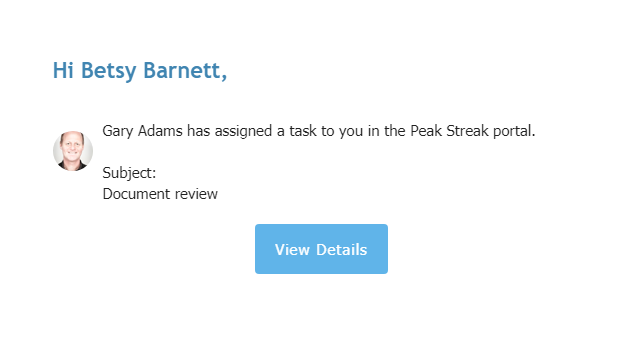 Hi Betsy Barnett,
Gary Adams has assigned a task to you in the Peak Streak portal.
Subject:
Document review
View Details